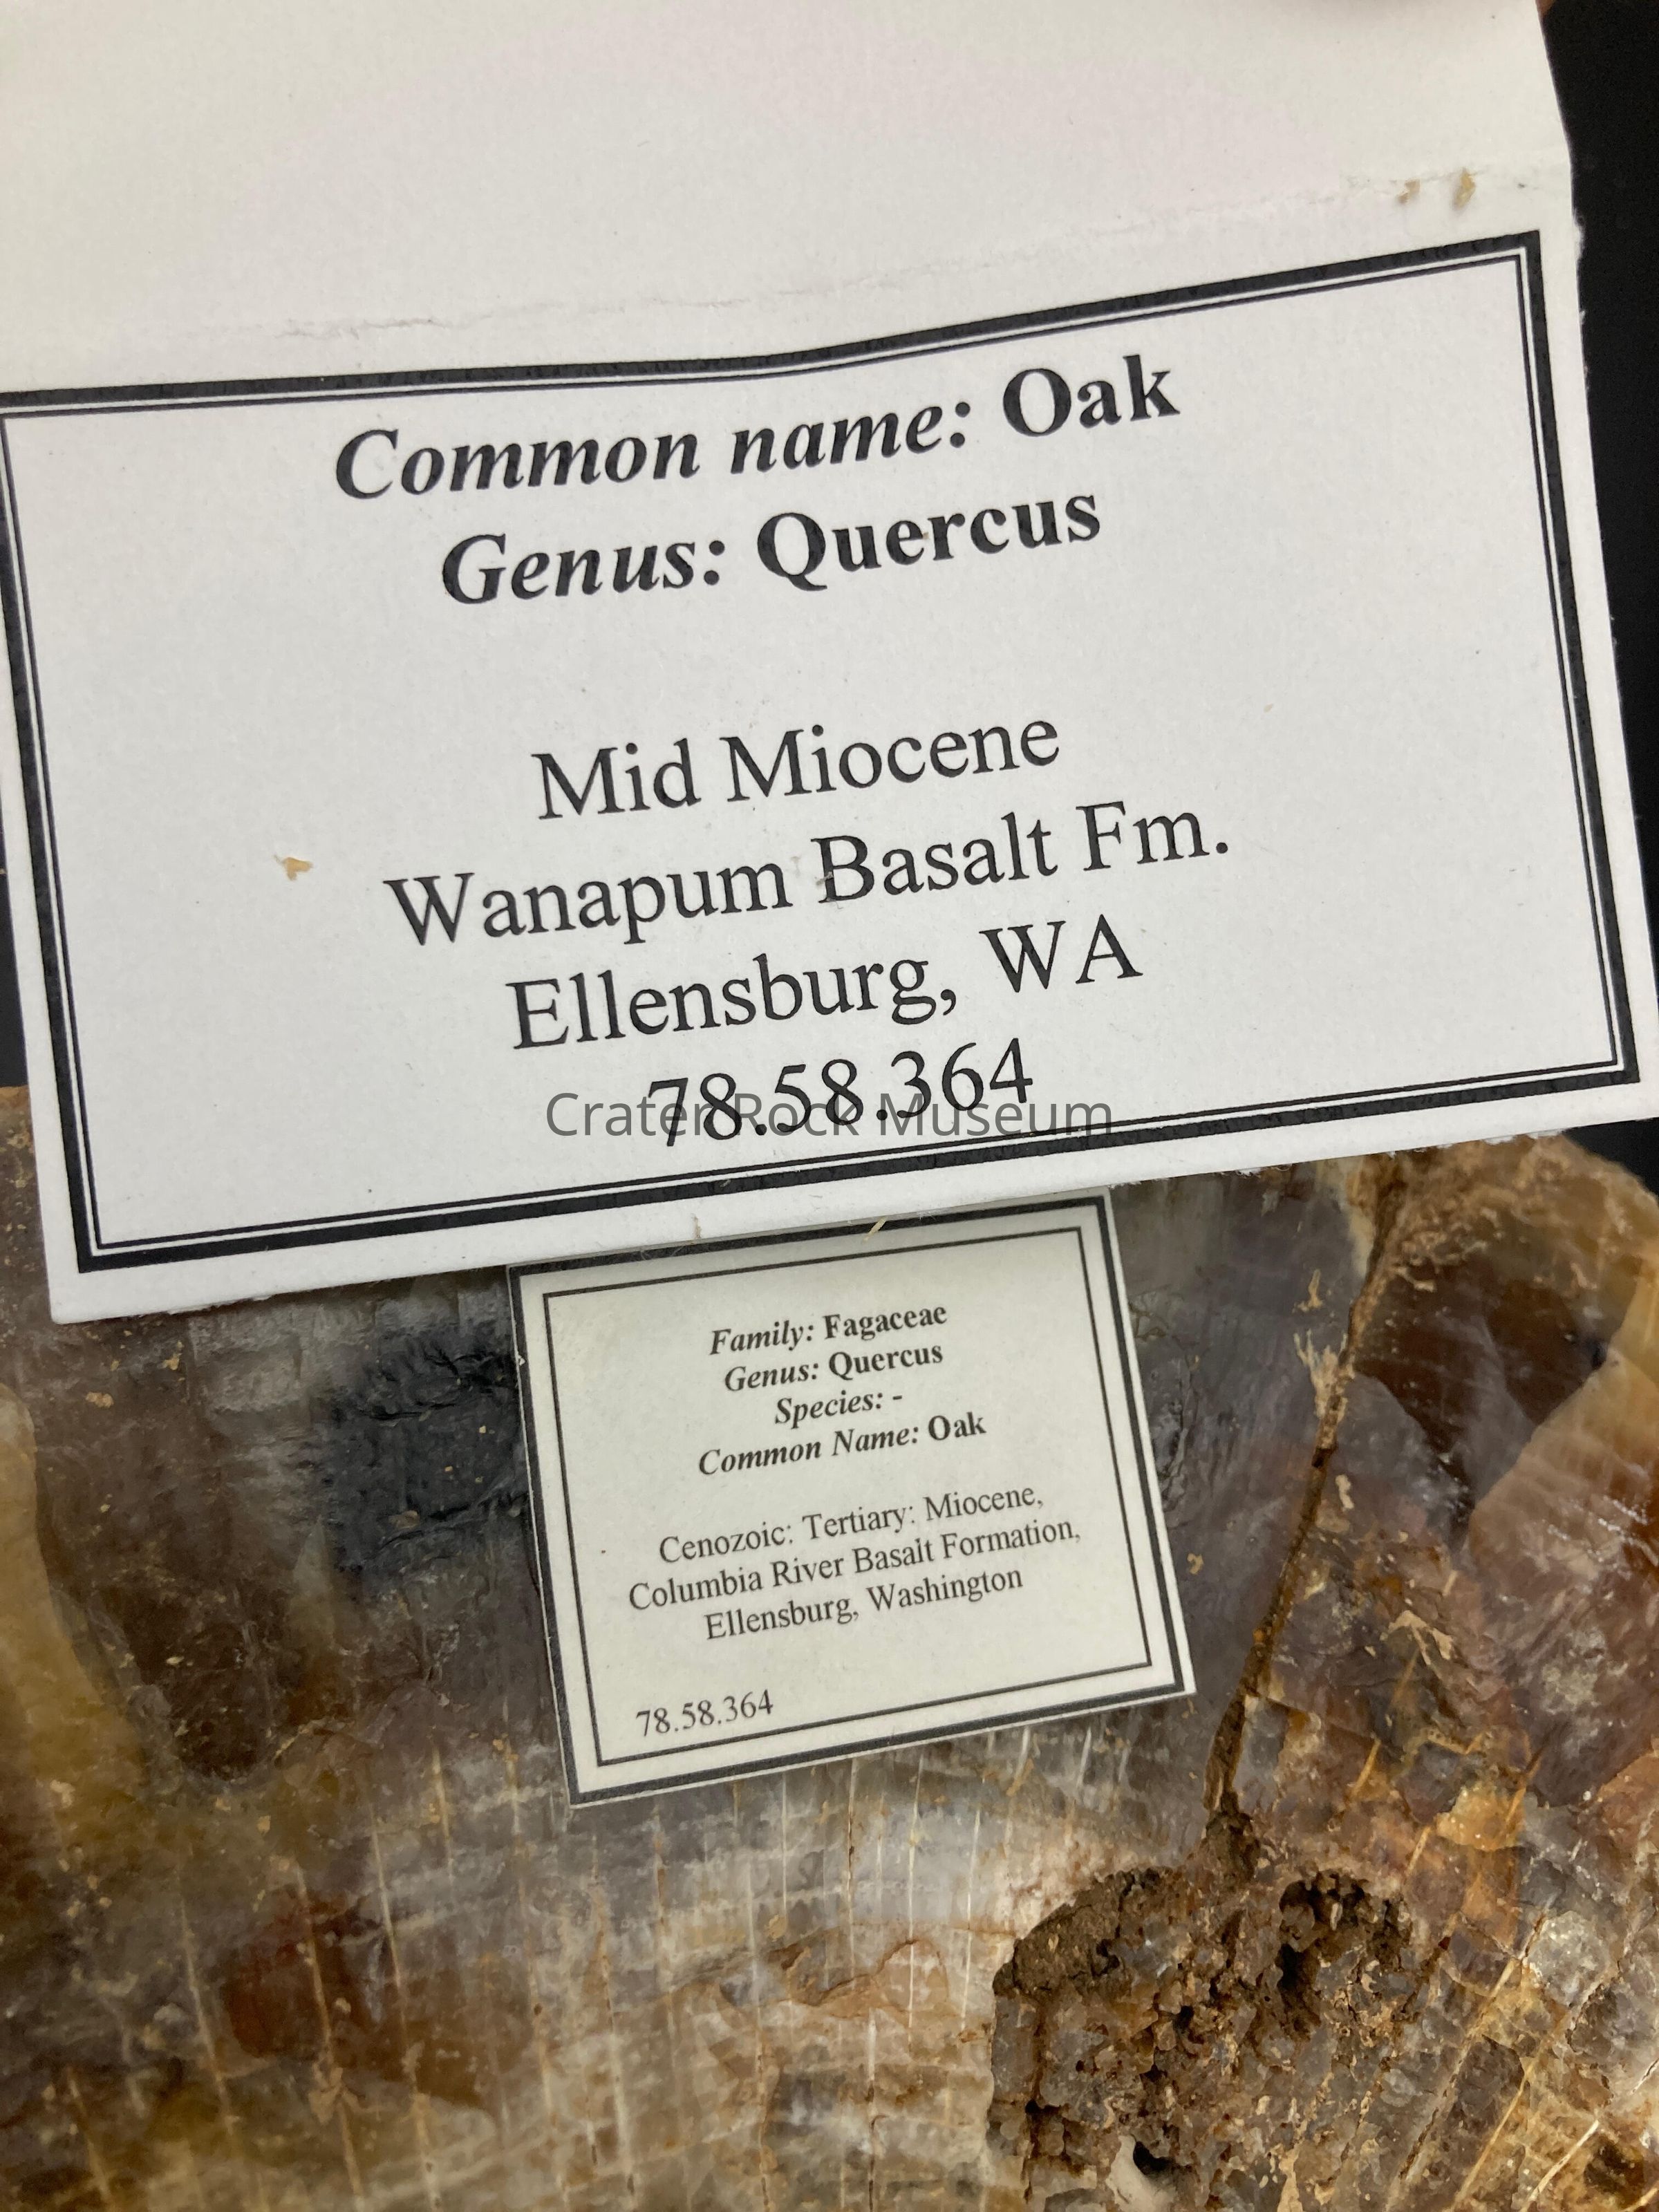 Common name: Oak
Genus: Quercus
Mid Miocene
Wanapum Basalt Fm.
Ellensburg, WA
78.58.364
Crater Rock Museum
Family: Fagaceae
Genus: Quercus
Species: -
Common Name: Oak
Cenozoic: Tertiary: Miocene,
Columbia River Basalt Formation,
Ellensburg, Washington
78.58.364